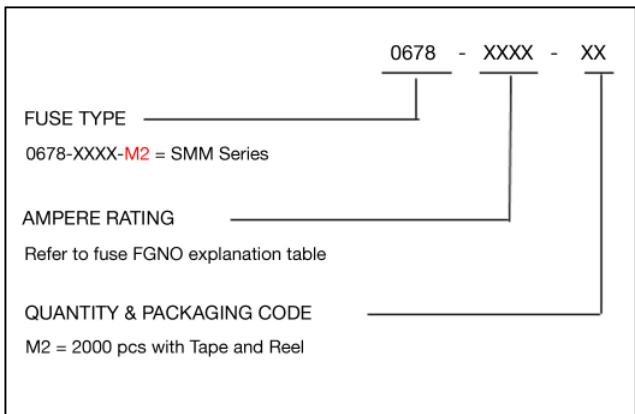 0678 - XXXX - XX
FUSE TYPE
0678-XXXX-M2 = SMM Series
AMPERE RATING
Refer to fuse FGNO explanation table
QUANTITY & PACKAGING CODE
M2 = 2000 pcs with Tape and Reel